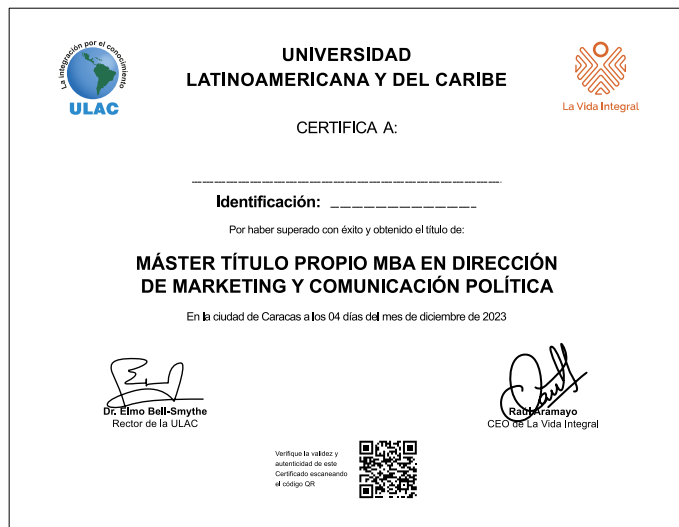 La integración por el conocimiento
ULAC
UNIVERSIDAD
LATINOAMERICANA Y DEL CARIBE
La Vida Integral
CERTIFICA A:
Identificación:
Por haber superado con éxito y obtenido el título de:
MÁSTER TÍTULO PROPIO MBA EN DIRECCIÓN
DE MARKETING Y COMUNICACIÓN POLÍTICA
En la ciudad de Caracas a los 04 días del mes de diciembre de 2023
Dr. Elmo Bell-Smythe
Rector de la ULAC
Raúl Aramayo
CEO de La Vida Integral
Verifique la validez y
autenticidad de este
Certificado escaneando
el código QR